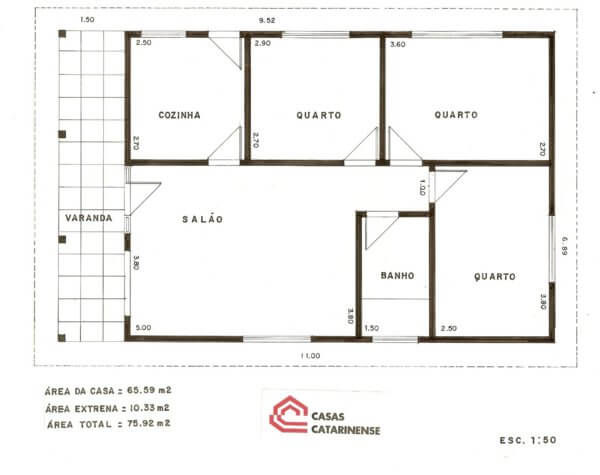 1.50
9.52
2.50
2.90
3.60
COZINHA
QUARTO
QUARTO
2.70
2.70
2.70
1.00
VARANDA
SALÃO
6.89
3.80
BANHO
QUARTO
3.80
3.80
5.00
1.50
2.50
11,00
ÁREA DA CASA = 65.59 m2
ÁREA EXTRENA = 10.33 m2
ÁREA TOTAL = 75.92 m2
CASAS
CATARINENSE
ESC. 1:50